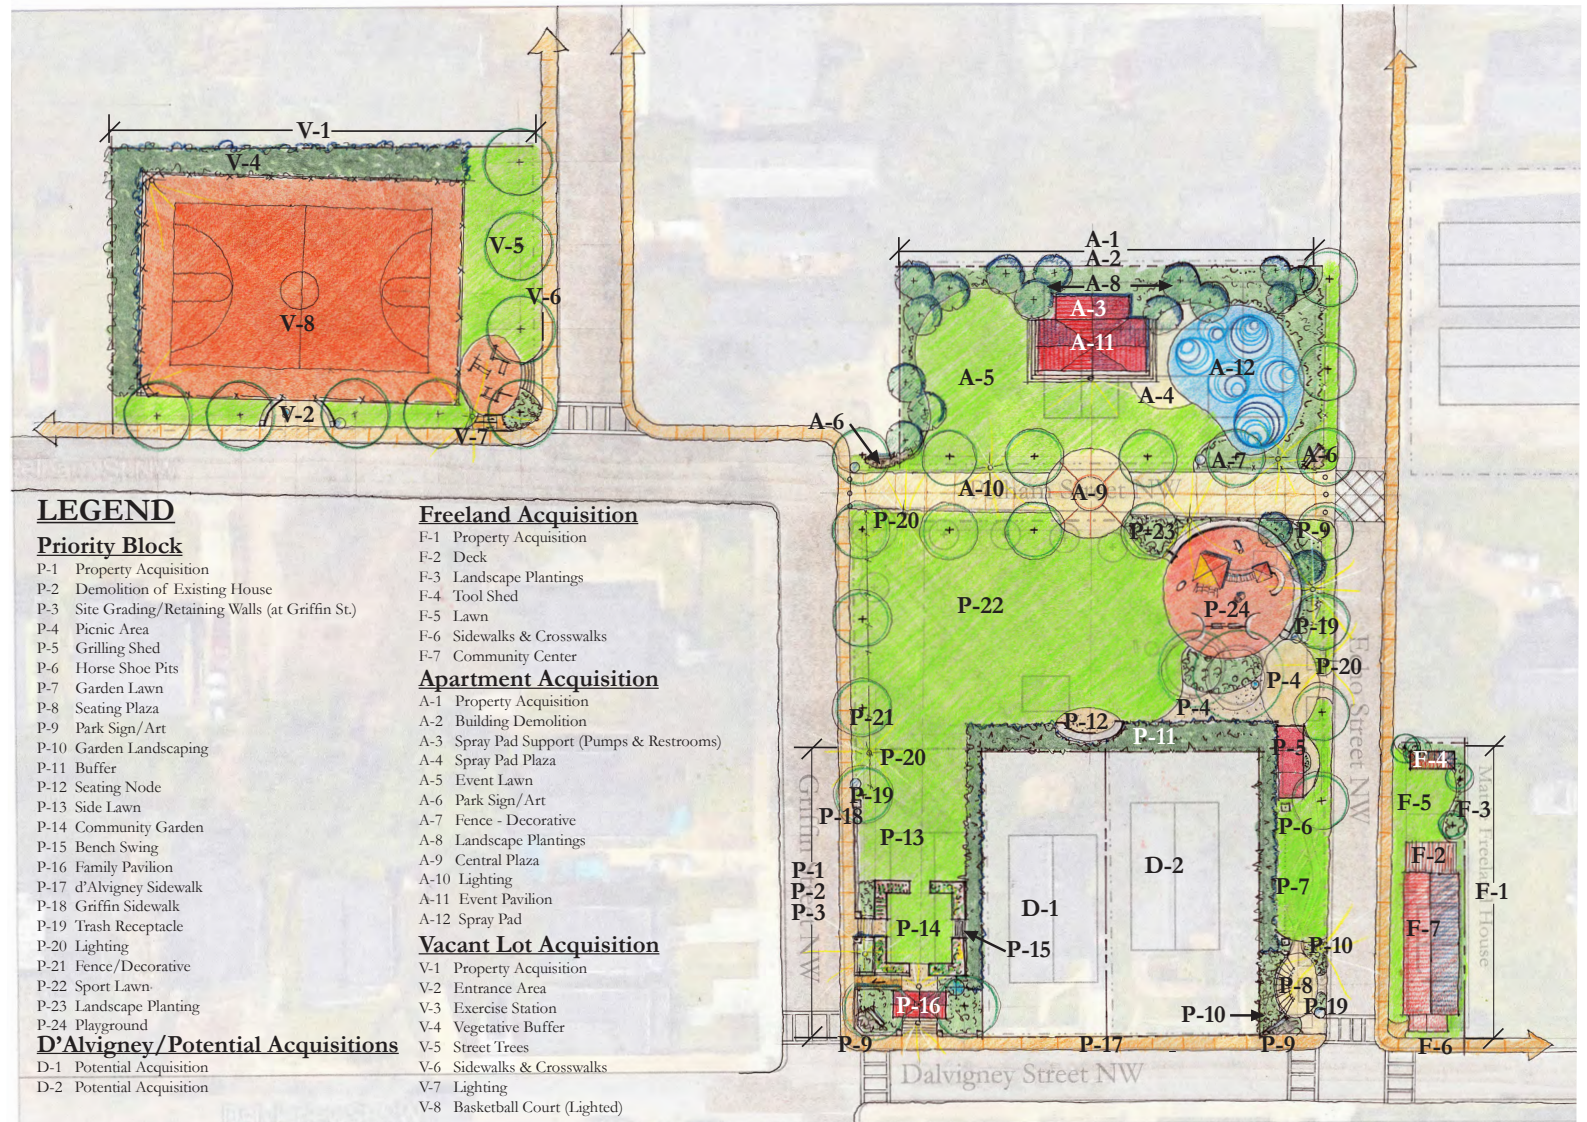 V-1
V-4
V-5
V-6
V-8
V-2
V-7
A-1
A-2
A-8
A-3
A-11
A-12
A-5
A-4
A-6
A-7
A-6
A-10
A-9
Street NW
P-20
P-23
P-9
P-22
P-24
P-19
P-20
P-4
P-4
P-21
P-12
P-11
P-5
P-20
P-19
P-18
P-13
P-6
P-1
P-2
P-3
D-1
D-2
P-7
P-14
P-15
P-10
P-8
P-19
P-16
P-10
P-9
P-17
P-9
Echo Street NW
Griffin Street NW
Dalvigney Street NW
F-4
F-5
F-3
F-2
F-1
F-7
F-6
Freeland House
LEGEND
Priority Block
P-1 Property Acquisition
P-2 Demolition of Existing House
P-3 Site Grading/Retaining Walls (at Griffin St.)
P-4 Picnic Area
P-5 Grilling Shed
P-6 Horse Shoe Pits
P-7 Garden Lawn
P-8 Seating Plaza
P-9 Park Sign/Art
P-10 Garden Landscaping
P-11 Buffer
P-12 Seating Node
P-13 Side Lawn
P-14 Community Garden
P-15 Bench Swing
P-16 Family Pavilion
P-17 d'Alvigney Sidewalk
P-18 Griffin Sidewalk
P-19 Trash Receptacle
P-20 Lighting
P-21 Fence/Decorative
P-22 Sport Lawn
P-23 Landscape Planting
P-24 Playground
D'Alvigney/Potential Acquisitions
D-1 Potential Acquisition
D-2 Potential Acquisition
Freeland Acquisition
F-1 Property Acquisition
F-2 Deck
F-3 Landscape Plantings
F-4 Tool Shed
F-5 Lawn
F-6 Sidewalks & Crosswalks
F-7 Community Center
Apartment Acquisition
A-1 Property Acquisition
A-2 Building Demolition
A-3 Spray Pad Support (Pumps & Restrooms)
A-4 Spray Pad Plaza
A-5 Event Lawn
A-6 Park Sign/Art
A-7 Fence - Decorative
A-8 Landscape Plantings
A-9 Central Plaza
A-10 Lighting
A-11 Event Pavilion
A-12 Spray Pad
Vacant Lot Acquisition
V-1 Property Acquisition
V-2 Entrance Area
V-3 Exercise Station
V-4 Vegetative Buffer
V-5 Street Trees
V-6 Sidewalks & Crosswalks
V-7 Lighting
V-8 Basketball Court (Lighted)